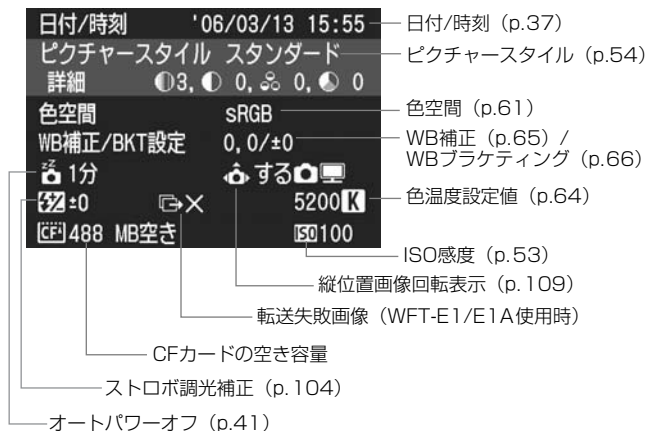 日付/時刻 '06/03/13 15:55
ピクチャースタイル スタンダード
詳細 3, 0, 0, 0
色空間 sRGB
WB補正/BKT設定 0, 0/±0
1分 する
±0 5200 K
CF 488 MB空き ISO 100
日付/時刻（p.37）
ピクチャースタイル（p.54）
色空間（p.61）
WB補正（p.65）/
WBブラケティング（p.66）
色温度設定値（p.64）
ISO感度（p.53）
縦位置画像回転表示（p.109）
転送失敗画像（WFT-E1/E1A使用時）
CFカードの空き容量
ストロボ調光補正（p.104）
オートパワーオフ（p.41）